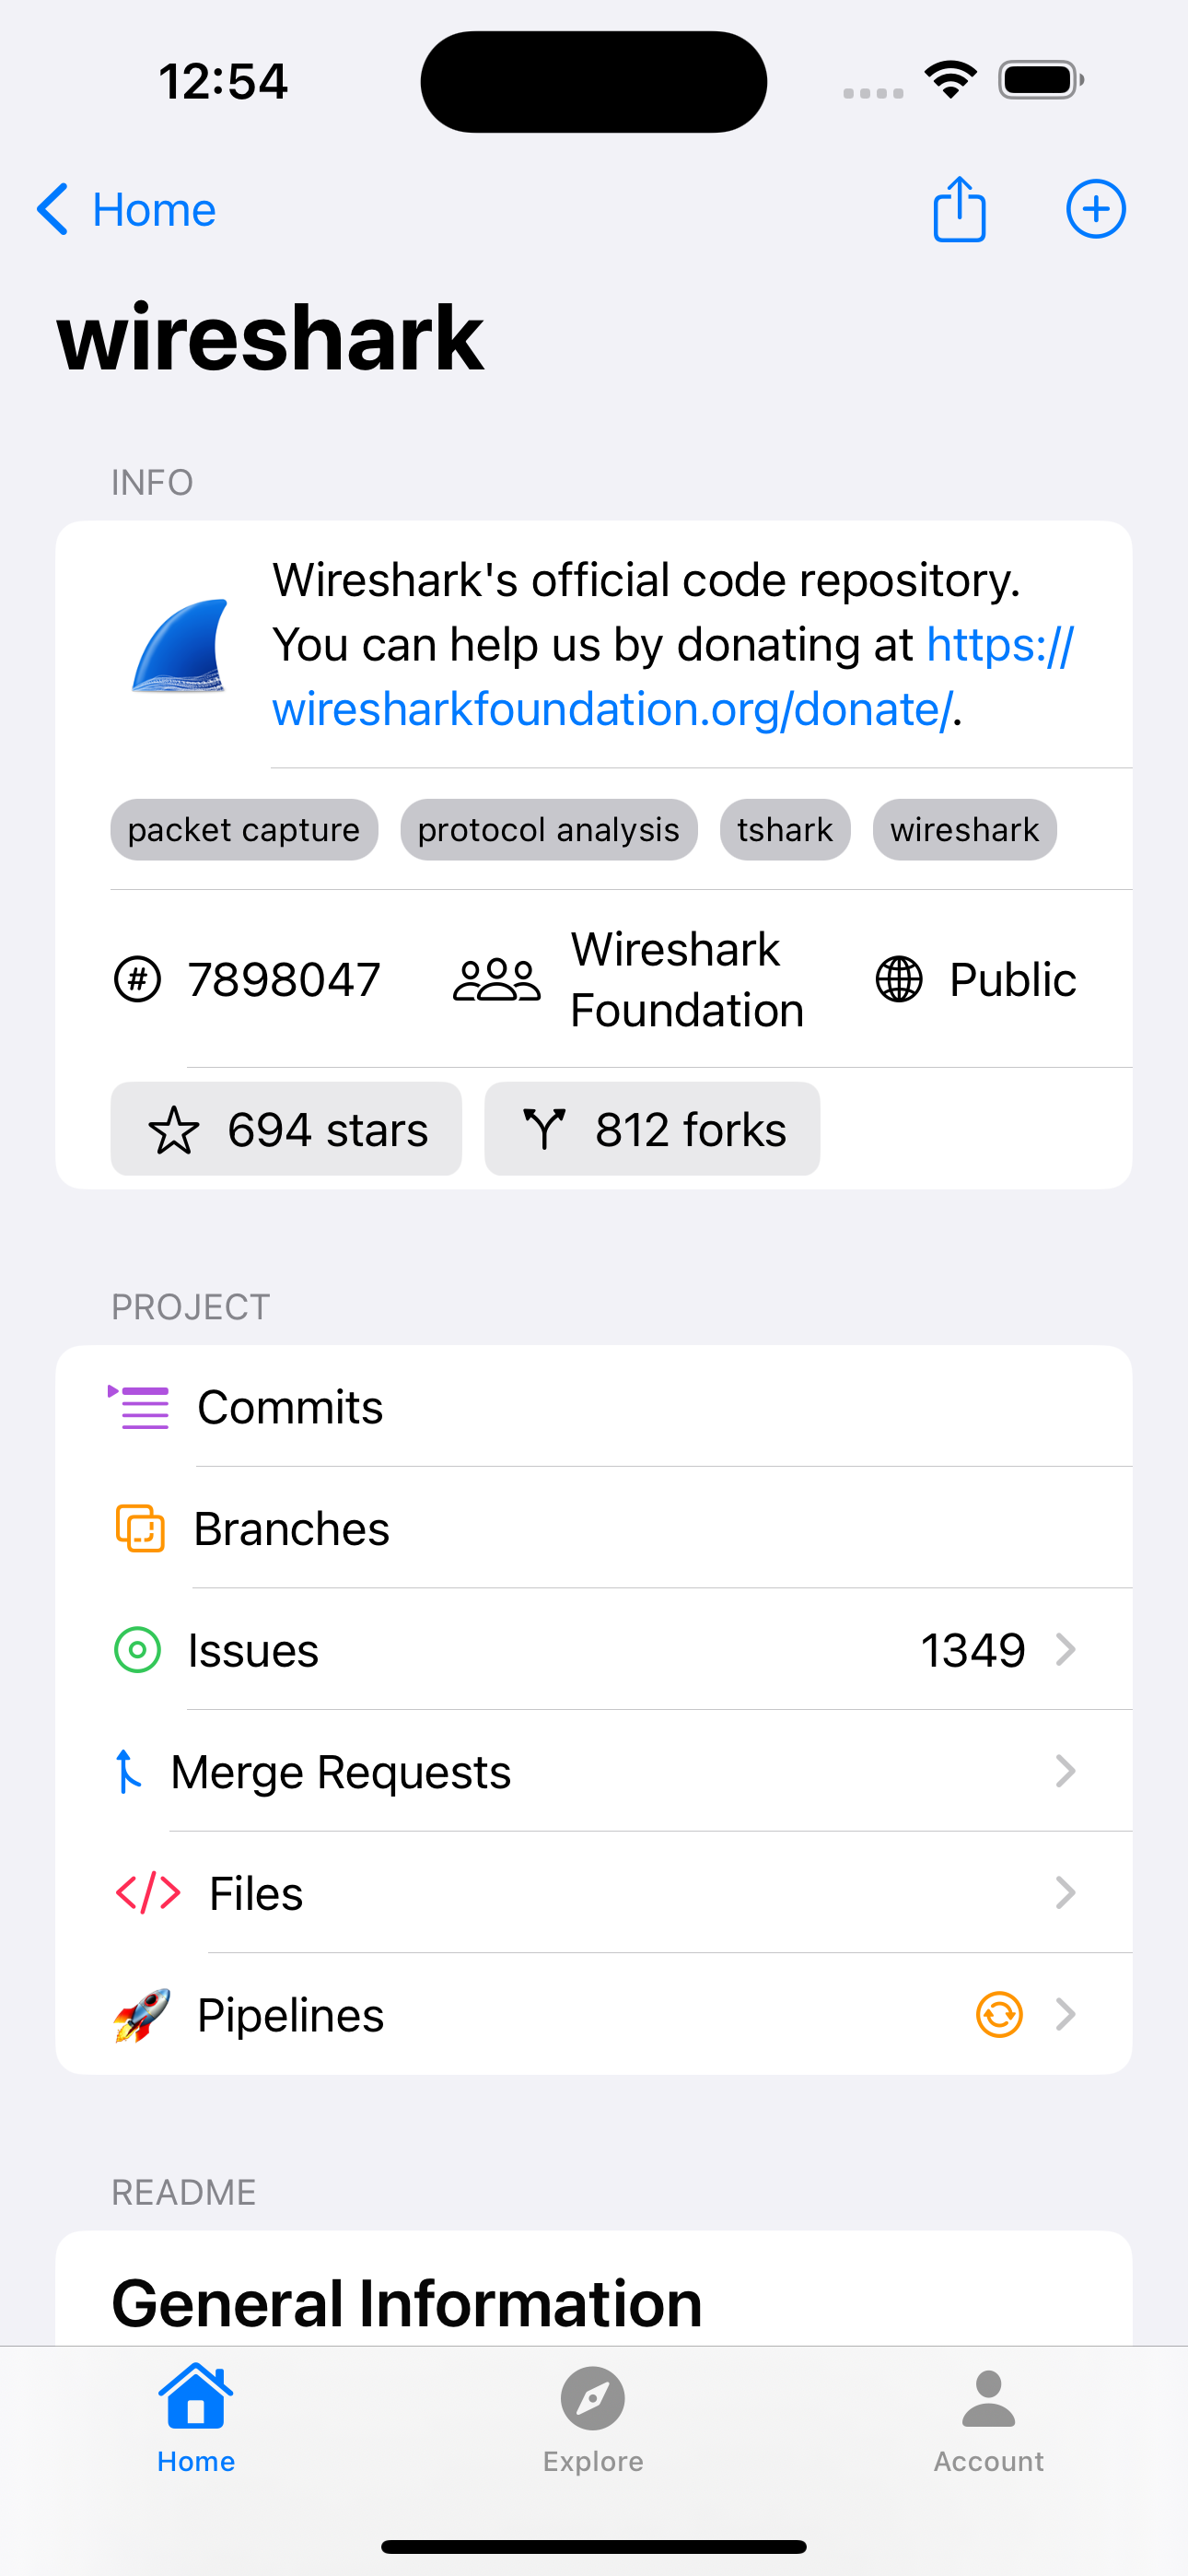 12:54
Home
wireshark
INFO
Wireshark's official code repository.
You can help us by donating at https://
wiresharkfoundation.org/donate/.
packet capture protocol analysis tshark wireshark
# 7898047 Wireshark Foundation Public
694 stars 812 forks
PROJECT
Commits
Branches
Issues 1349
Merge Requests
</> Files
Pipelines
README
General Information
Home Explore Account